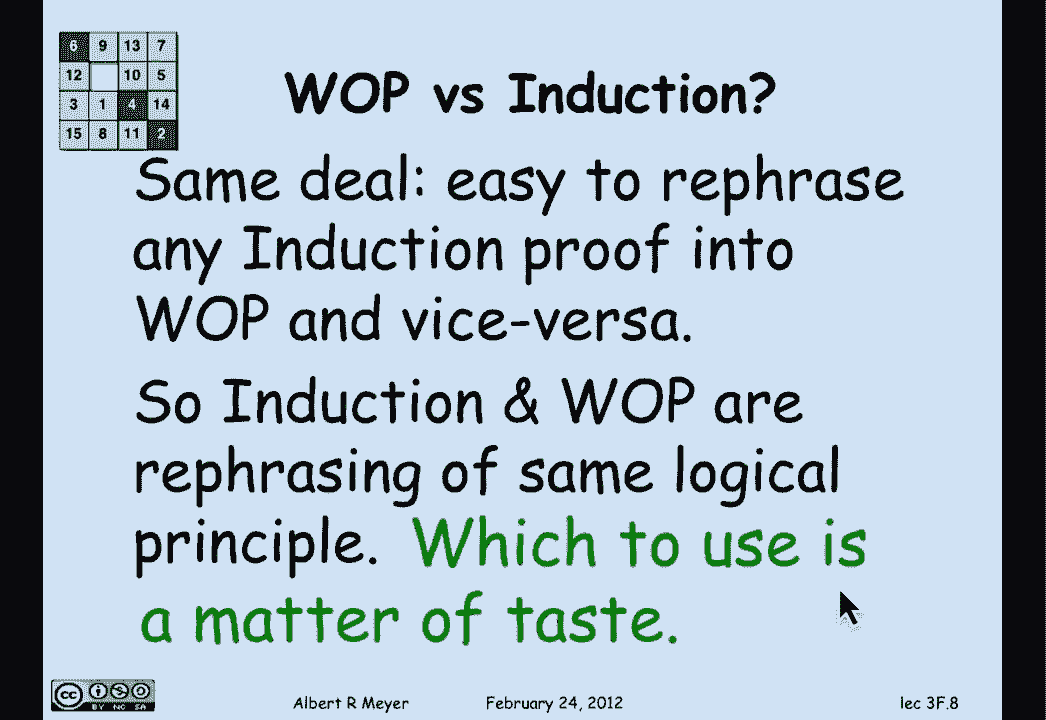 6 9 13 7
12 10 5
3 1 4 14
15 8 11 2
WOP vs Induction?
Same deal: easy to rephrase
any Induction proof into
WOP and vice-versa.
So Induction & WOP are
rephrasing of same logical
principle. Which to use is
a matter of taste.
cc
BY NC SA
Albert R Meyer February 24, 2012 lec 3F.8